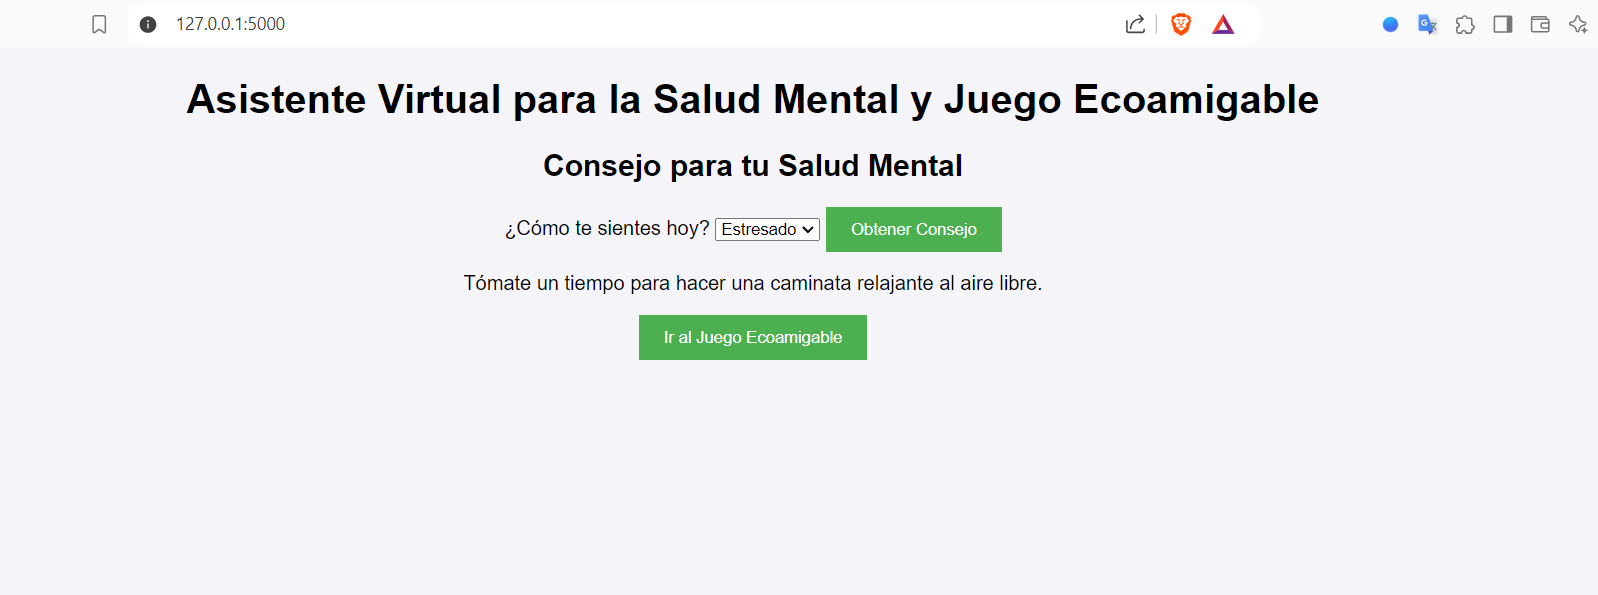 127.0.0.1:5000
Asistente Virtual para la Salud Mental y Juego Ecoamigable
Consejo para tu Salud Mental
¿Cómo te sientes hoy? Estresado Obtener Consejo
Tómate un tiempo para hacer una caminata relajante al aire libre.
Ir al Juego Ecoamigable